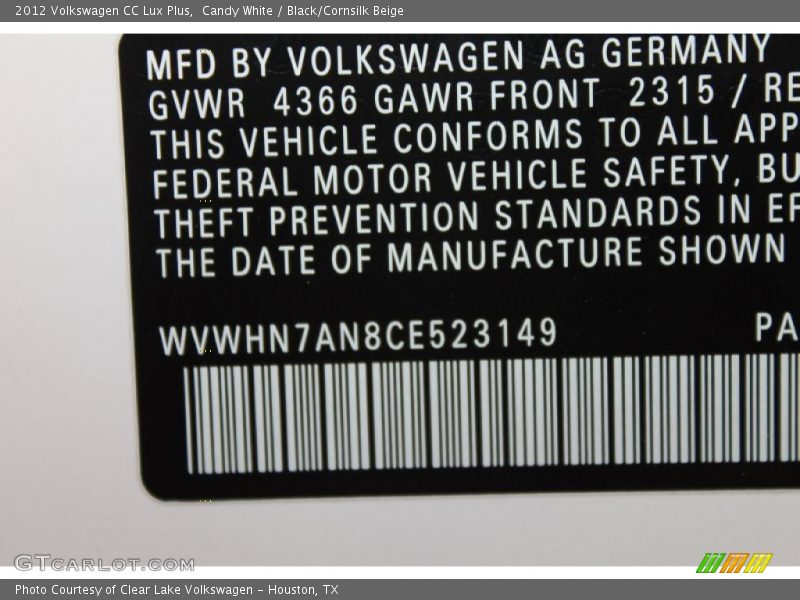 2012 Volkswagen CC Lux Plus,  Candy White / Black/Cornsilk Beige
MFD BY VOLKSWAGEN AG GERMANY
GVWR 4366 GAWR FRONT 2315 / RE
THIS VEHICLE CONFORMS TO ALL APP
FEDERAL MOTOR VEHICLE SAFETY, BU
THEFT PREVENTION STANDARDS IN EF
THE DATE OF MANUFACTURE SHOWN
WVWHN7AN8CE523149 PA
GTCARLOT.COM
Photo Courtesy of Clear Lake Volkswagen – Houston, TX